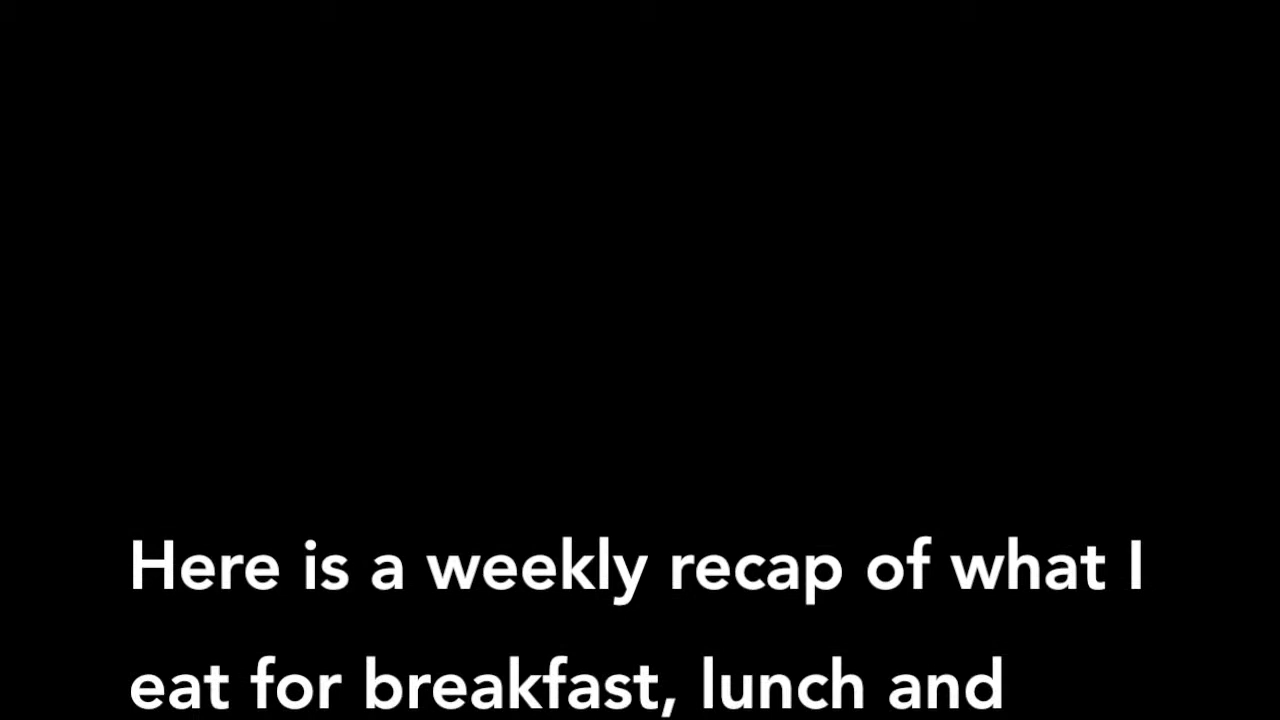 Here is a weekly recap of what I
eat for breakfast, lunch and